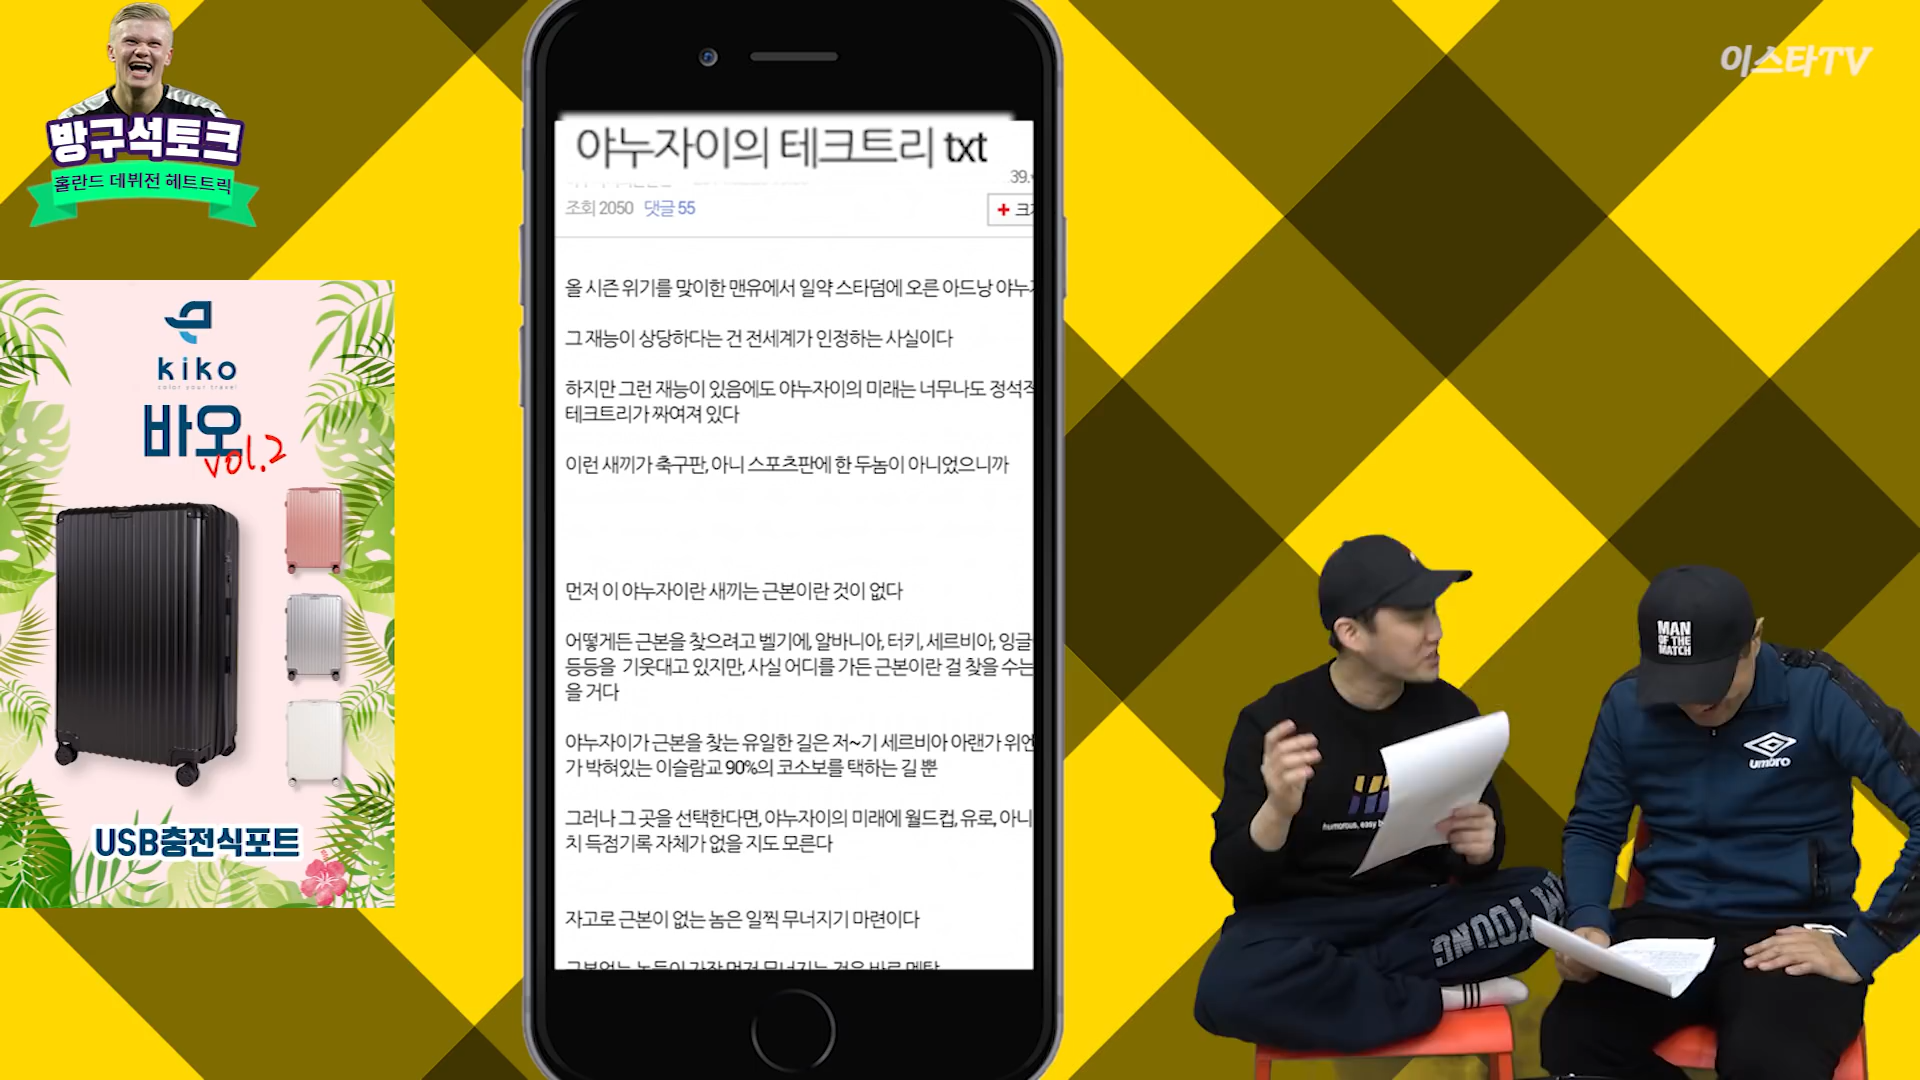 이스타TV
방구석토크
홀란드 데뷔전 헤트트릭
kiko
color your travel
바오
vol.2
USB충전식포트
야누자이의 테크트리 txt
39.
조회 2050 댓글 55
올 시즌 위기를 맞이한 맨유에서 일약 스타덤에 오른 아드낭 야누
그 재능이 상당하다는 건 전세계가 인정하는 사실이다
하지만 그런 재능이 있음에도 야누자이의 미래는 너무나도 정석
테크트리가 짜여져 있다
이런 새끼가 축구판, 아니 스포츠판에 한 두놈이 아니었으니까
먼저 이 야누자이란 새끼는 근본이란 것이 없다
어떻게든 근본을 찾으려고 벨기에, 알바니아, 터키, 세르비아, 잉글
등등을 기웃대고 있지만, 사실 어디를 가든 근본이란 걸 찾을 수는
을 거다
야누자이가 근본을 찾는 유일한 길은 저~기 세르비아 아랜가 위엔
가 박혀있는 이슬람교 90%의 코소보를 택하는 길 뿐
그러나 그 곳을 선택한다면, 야누자이의 미래에 월드컵, 유로, 아니
치 득점기록 자체가 없을 지도 모른다
자고로 근본이 없는 놈은 일찍 무너지기 마련이다
MAN
OF THE
MATCH
umbro
humorous, easy
YOUNG